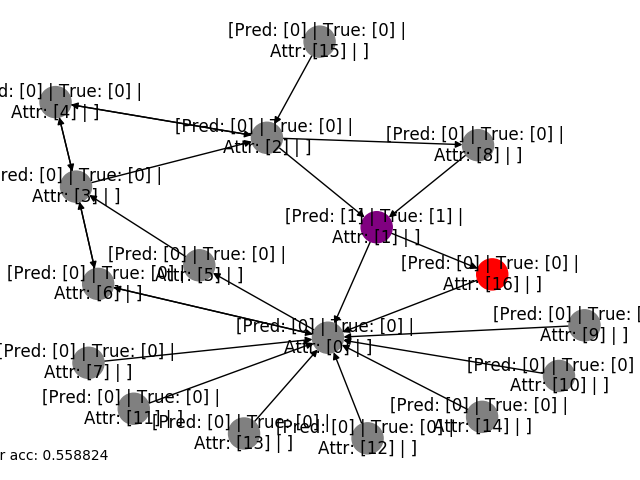 [Pred: [0] | True: [0] |
Attr: [15] | ]
d: [0] | True: [0] |
Attr: [4] | ]
[Pred: [0] | True: [0] |
Attr: [2] | ]
[Pred: [0] | True: [0] |
Attr: [8] | ]
red: [0] | True: [0] |
Attr: [3] | ]
[Pred: [1] | True: [1] |
Attr: [1] | ]
[Pred: [0] | True: [0] |
Attr: [5] | ]
[Pred: [0] | True: [0] |
Attr: [16] | ]
[Pred: [0] | True: [0] |
Attr: [6] | ]
[Pred: [0] | True: [0] |
Attr: [0] | ]
[Pred: [0] | True: [
Attr: [9] | ]
[Pred: [0] | True: [0] |
Attr: [7] | ]
[Pred: [0] | True: [0]
Attr: [10] | ]
[Pred: [0] | True: [0] |
Attr: [11] | ]
[Pred: [0] | True: [0] |
Attr: [14] | ]
[Pred: [0] | True: [0] |
Attr: [13] | ]
[Pred: [0] | True: [0] |
Attr: [12] | ]
r acc: 0.558824